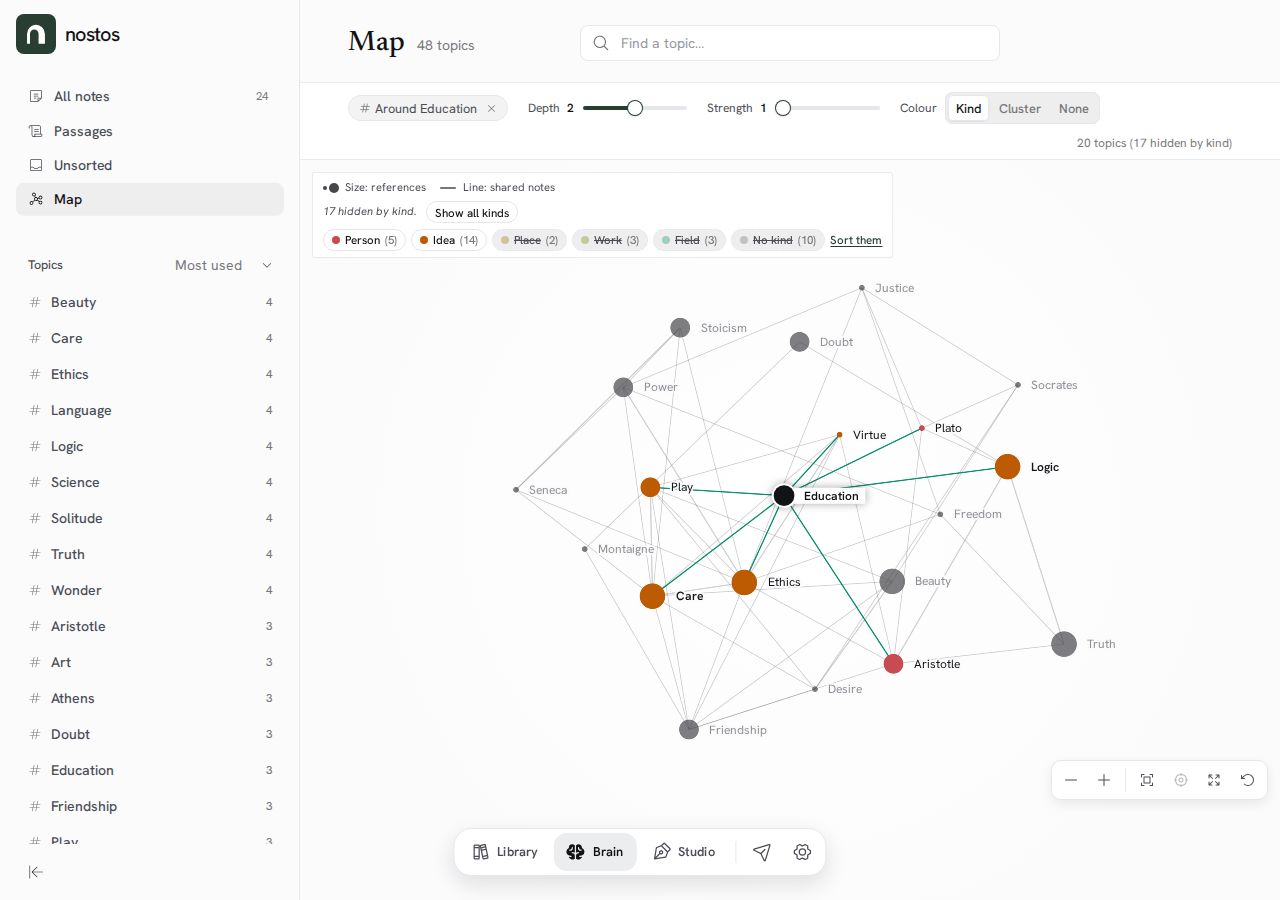 nostos
All notes 24
Passages
Unsorted
Map
Topics Most used
# Beauty 4
# Care 4
# Ethics 4
# Language 4
# Logic 4
# Science 4
# Solitude 4
# Truth 4
# Wonder 4
# Aristotle 3
# Art 3
# Athens 3
# Doubt 3
# Education 3
# Friendship 3
# Play 3
Map 48 topics
Find a topic...
# Around Education Depth 2 Strength 1 Colour Kind Cluster None
20 topics (17 hidden by kind)
Size: references Line: shared notes
17 hidden by kind. Show all kinds
Person (5) Idea (14) Place (2) Work (3) Field (3) No kind (10) Sort them
Justice
Stoicism
Doubt
Power
Socrates
Virtue
Plato
Logic
Play
Seneca
Education
Freedom
Montaigne
Ethics
Beauty
Care
Truth
Aristotle
Desire
Friendship
Library Brain Studio